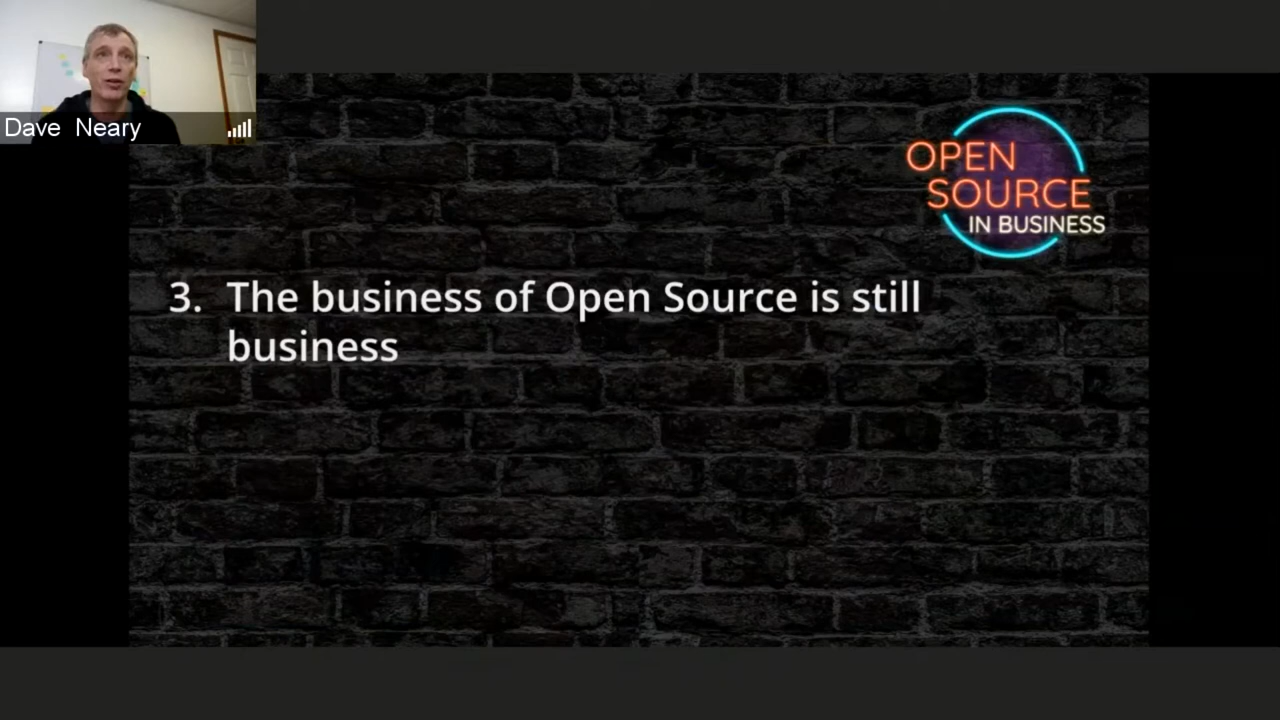 Dave Neary
OPEN
SOURCE
IN BUSINESS
3. The business of Open Source is still
business